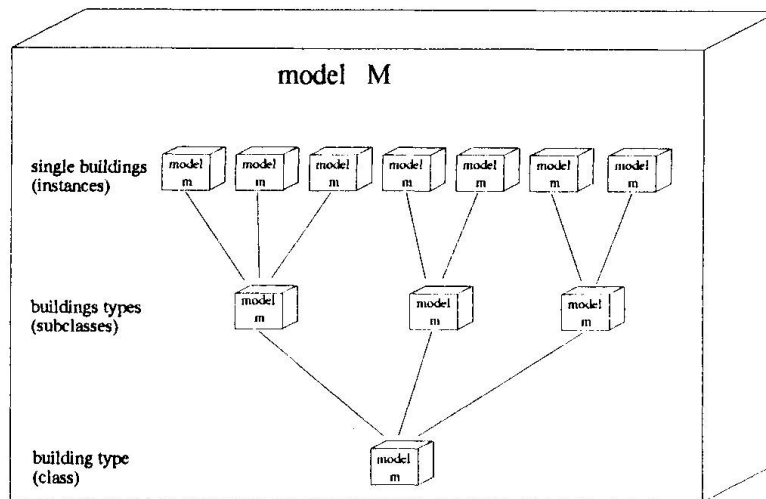 model M
single buildings
(instances)
model
m
model
m
model
m
model
m
model
m
model
m
model
m
buildings types
(subclasses)
model
m
model
m
model
m
building type
(class)
model
m